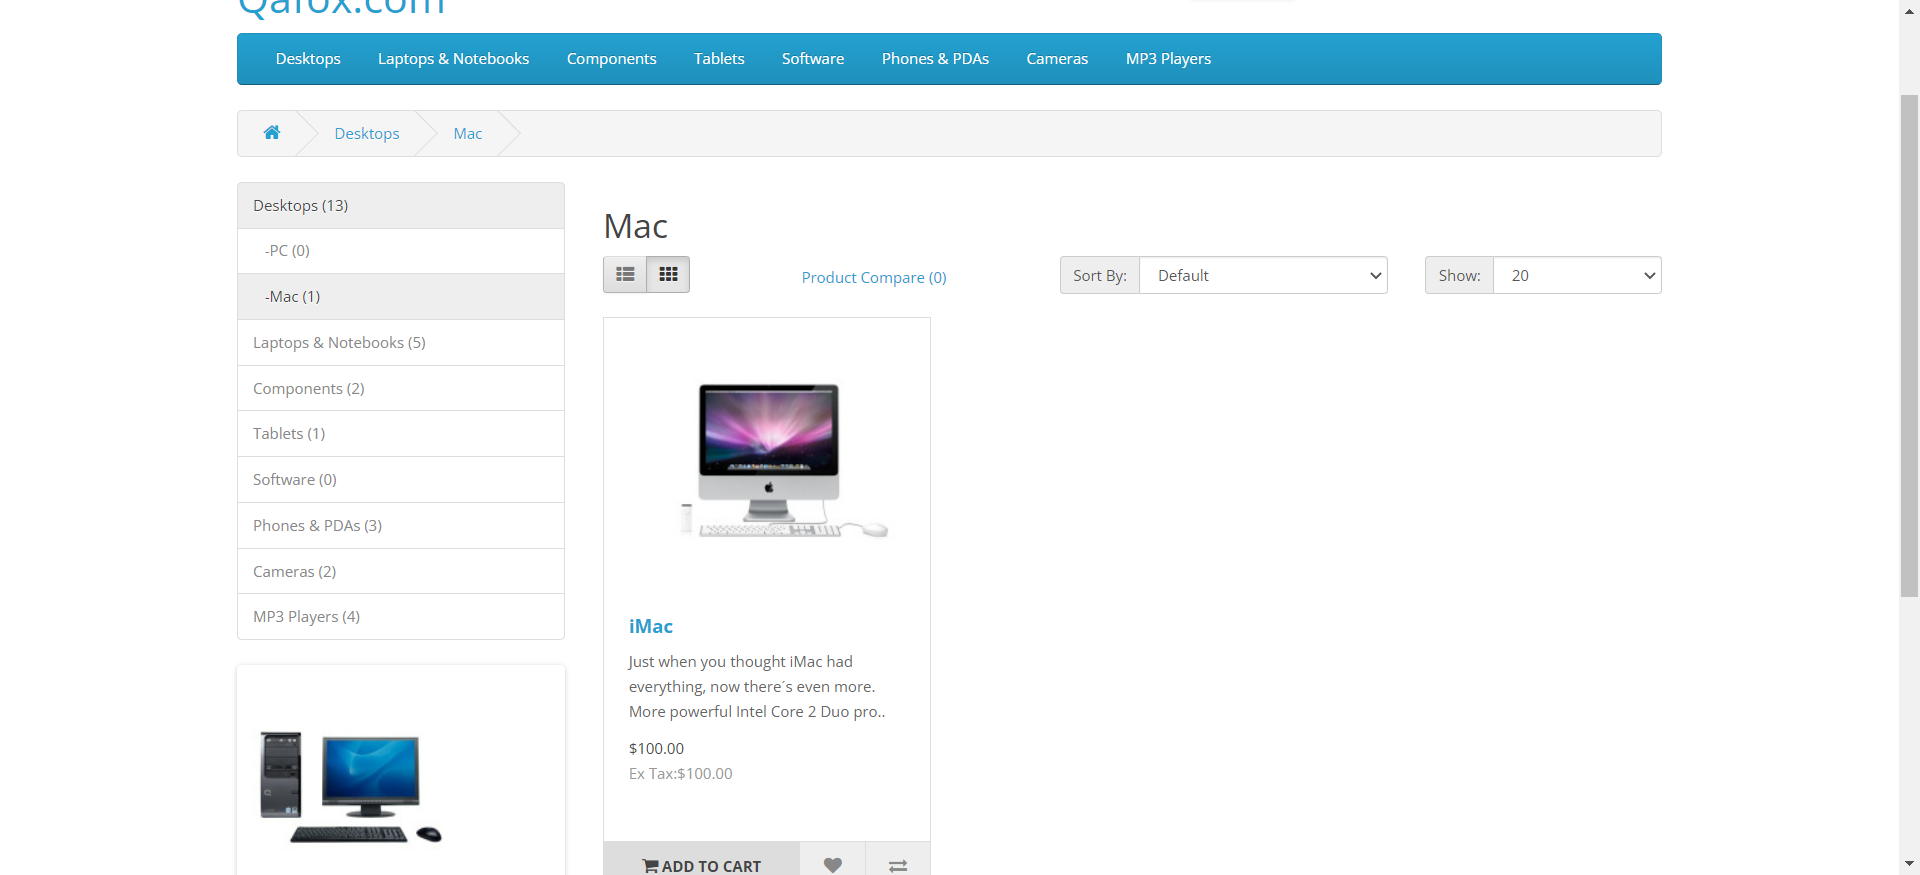 Qafox.com
Desktops Laptops & Notebooks Components Tablets Software Phones & PDAs Cameras MP3 Players
Desktops Mac
Desktops (13)
-PC (0)
-Mac (1)
Laptops & Notebooks (5)
Components (2)
Tablets (1)
Software (0)
Phones & PDAs (3)
Cameras (2)
MP3 Players (4)
Mac
Product Compare (0) Sort By: Default Show: 20
iMac
Just when you thought iMac had
everything, now there´s even more.
More powerful Intel Core 2 Duo pro..
$100.00
Ex Tax:$100.00
ADD TO CART